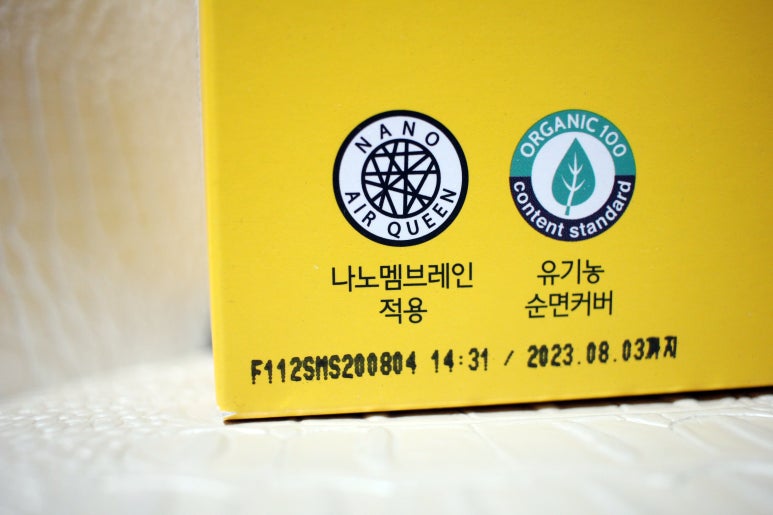 NANO
AIR QUEEN
나노멤브레인
적용
ORGANIC 100
content standard
유기농
순면커버
F112SMS200804 14:31 / 2023.08.03까지